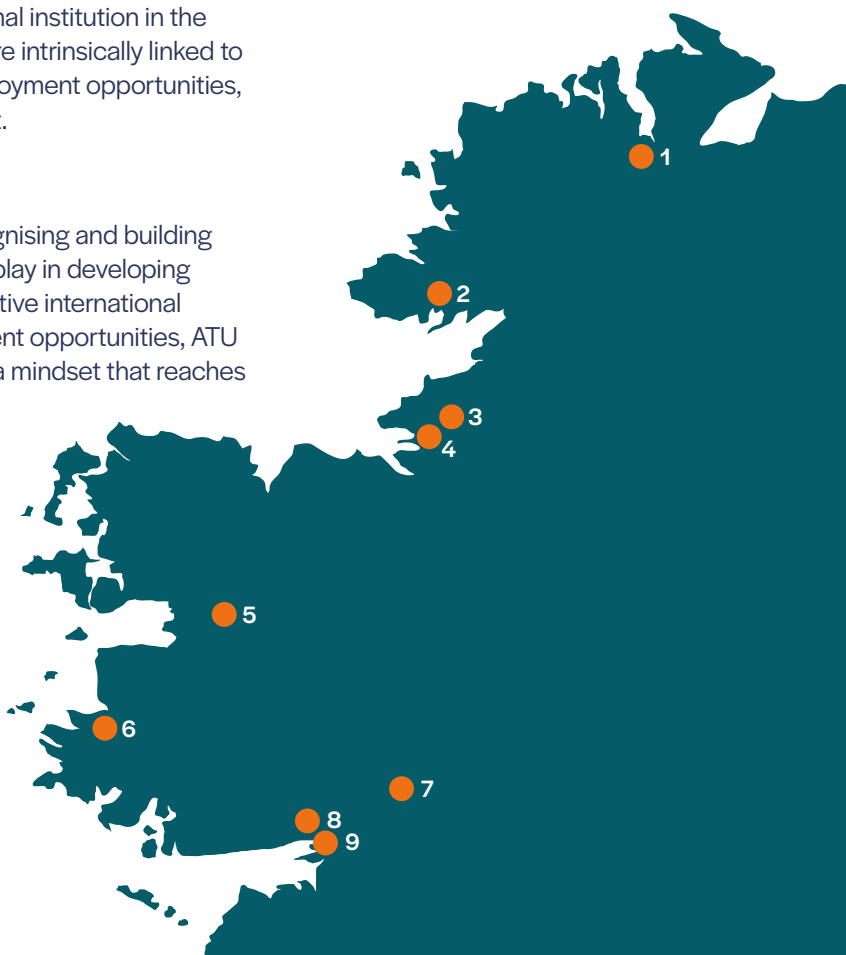 nal institution in the
re intrinsically linked to
oyment opportunities,
t.
gnising and building
play in developing
tive international
ent opportunities, ATU
a mindset that reaches
1
2
3
4
5
6
7
8
9